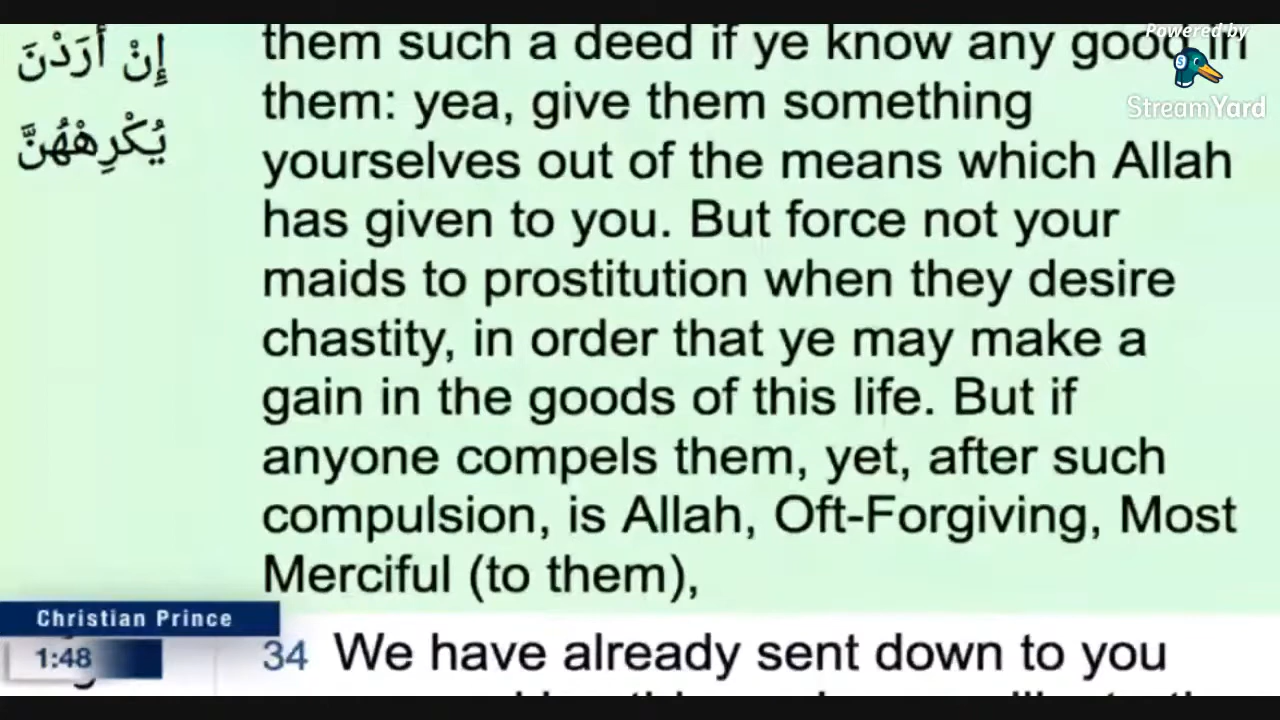 Powered by
StreamYard
إِنْ أَرَدْنَ
يُكْرِهْهُنَّ
them such a deed if ye know any good in
them: yea, give them something
yourselves out of the means which Allah
has given to you. But force not your
maids to prostitution when they desire
chastity, in order that ye may make a
gain in the goods of this life. But if
anyone compels them, yet, after such
compulsion, is Allah, Oft-Forgiving, Most
Merciful (to them),
Christian Prince
1:48
34 We have already sent down to you